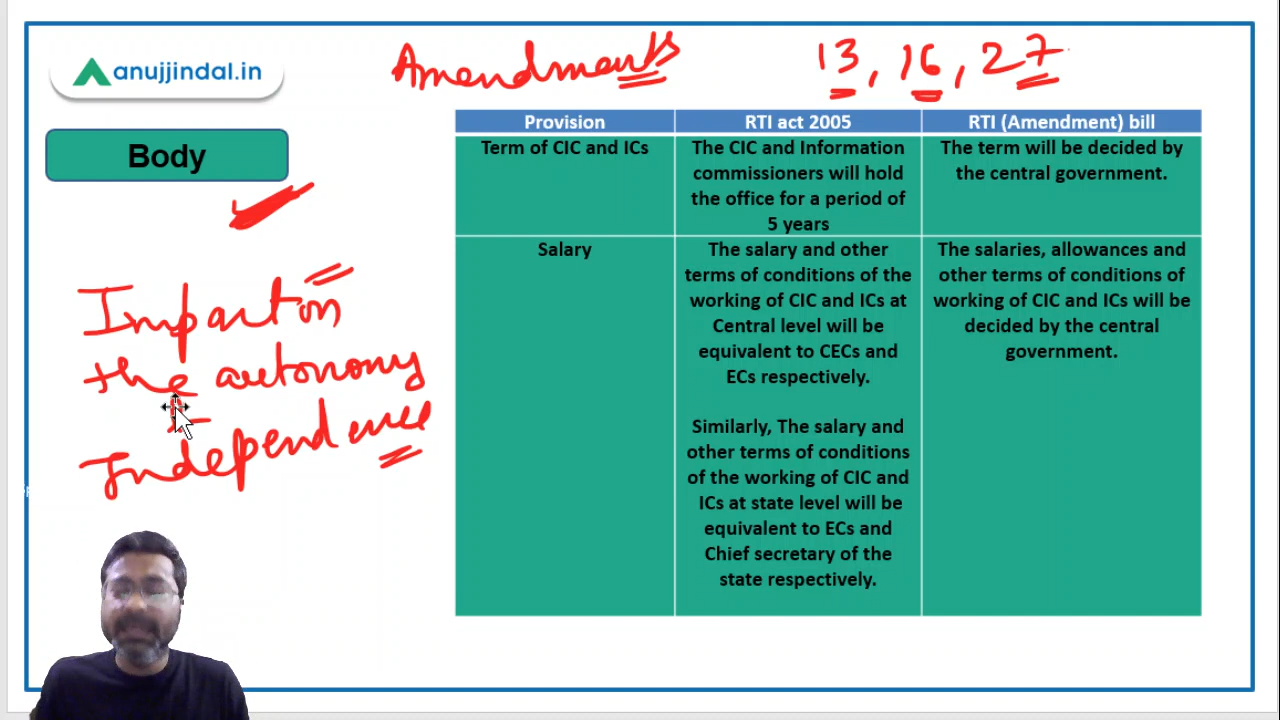 anujjindal.in
Amendments 13, 16, 27
Body
Impact on
the autonomy
&
Independence
Provision
RTI act 2005
RTI (Amendment) bill
Term of CIC and ICs
The CIC and Information
commissioners will hold
the office for a period of
5 years
The term will be decided by
the central government.
Salary
The salary and other
terms of conditions of the
working of CIC and ICs at
Central level will be
equivalent to CECs and
ECs respectively.
Similarly, The salary and
other terms of conditions
of the working of CIC and
ICs at state level will be
equivalent to ECs and
Chief secretary of the
state respectively.
The salaries, allowances and
other terms of conditions of
working of CIC and ICs will be
decided by the central
government.